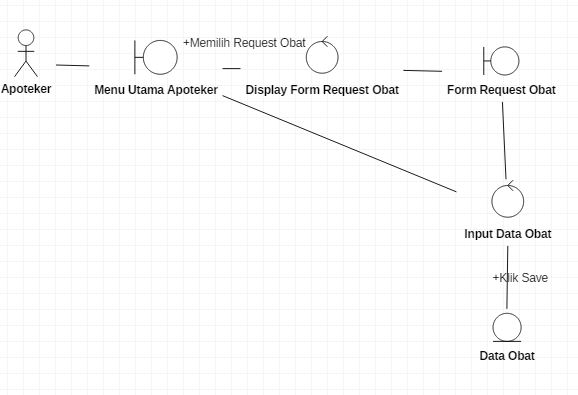 +Memilih Request Obat
Apoteker
Menu Utama Apoteker
Display Form Request Obat
Form Request Obat
Input Data Obat
+Klik Save
Data Obat